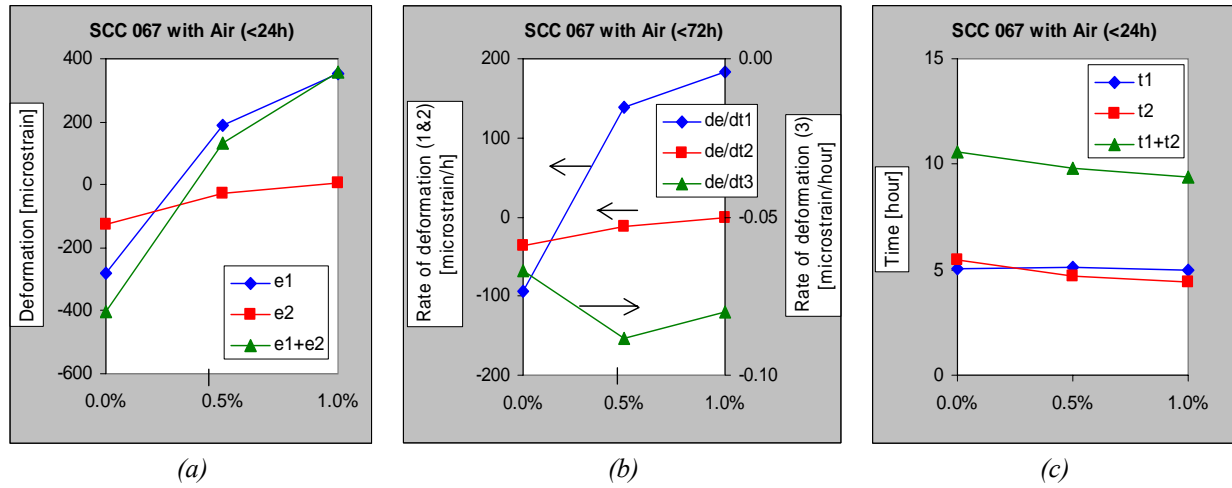 SCC 067 with Air (<24h)
Deformation [microstrain]
400
200
0
-200
-400
-600
e1
e2
e1+e2
0.0%
0.5%
1.0%
(a)
SCC 067 with Air (<72h)
Rate of deformation (1&2)
[microstrain/h]
200
100
0
-100
-200
de/dt1
de/dt2
de/dt3
0.00
-0.05
-0.10
Rate of deformation (3)
[microstrain/hour]
0.0%
0.5%
1.0%
(b)
SCC 067 with Air (<24h)
Time [hour]
15
10
5
0
t1
t2
t1+t2
0.0%
0.5%
1.0%
(c)